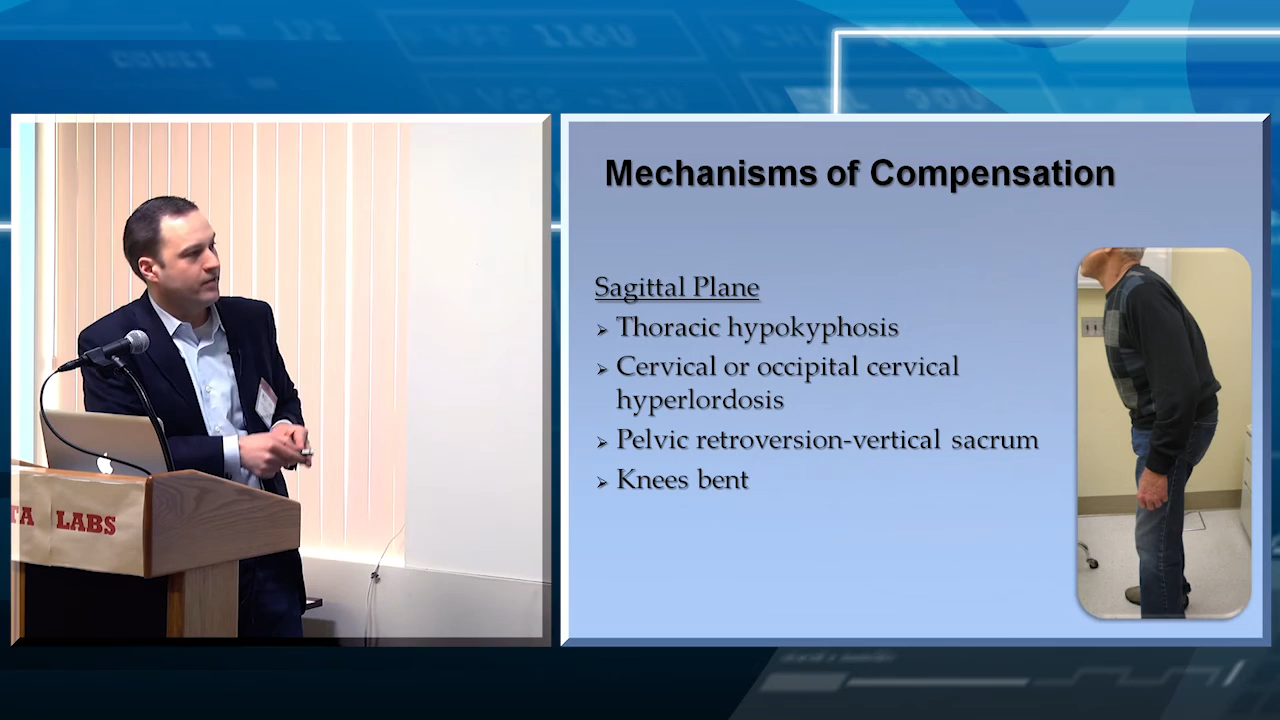 Mechanisms of Compensation
Sagittal Plane
Thoracic hypokyphosis
Cervical or occipital cervical
hyperlordosis
Pelvic retroversion-vertical sacrum
Knees bent
TA LABS